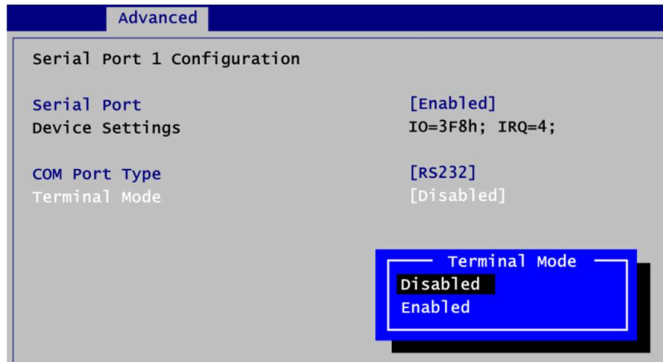 Advanced
Serial Port 1 Configuration
Serial Port [Enabled]
Device Settings IO=3F8h; IRQ=4;
COM Port Type [RS232]
Terminal Mode [Disabled]
Terminal Mode
Disabled
Enabled